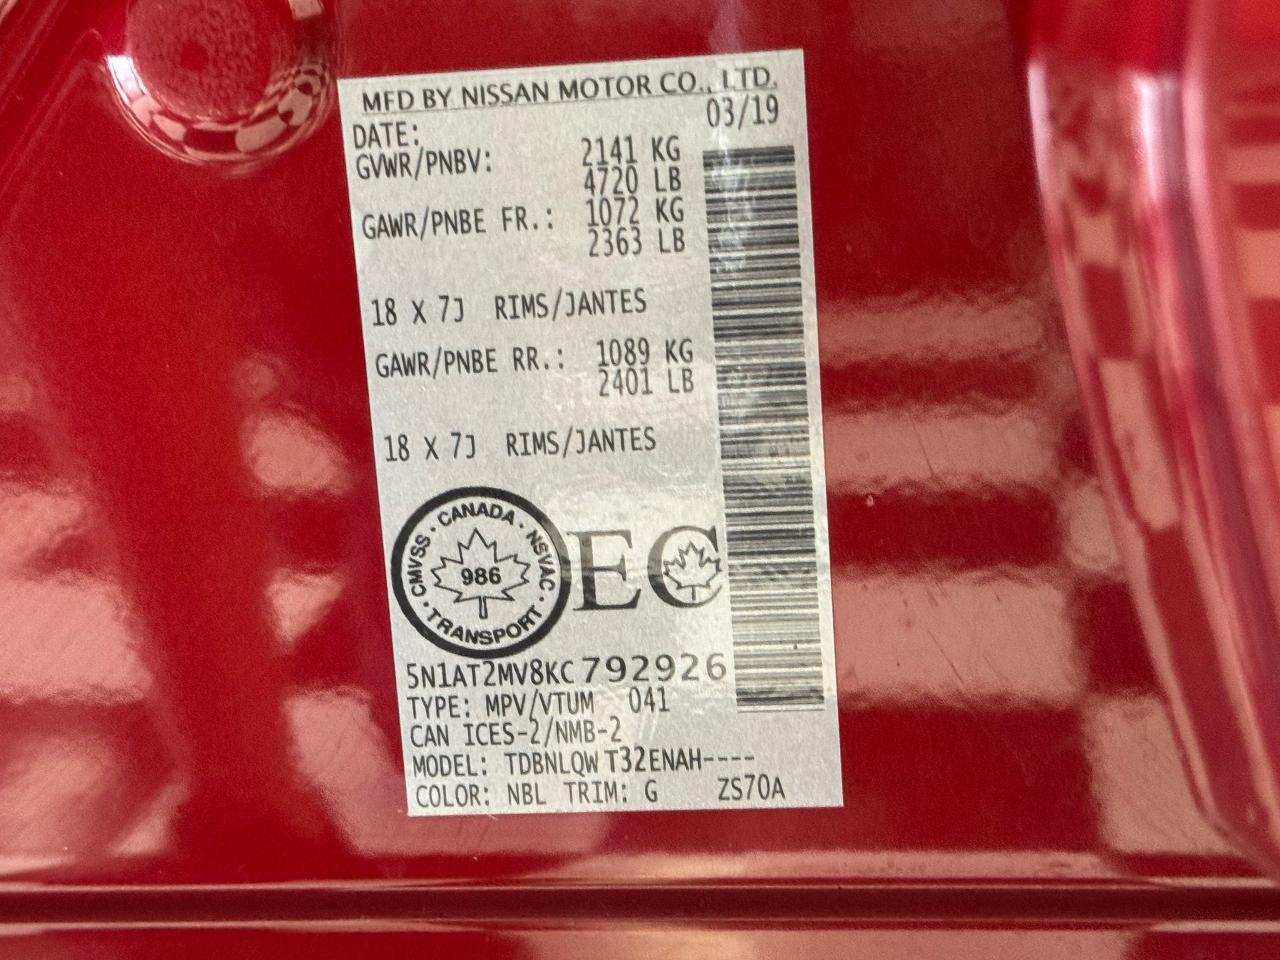 MFD BY NISSAN MOTOR CO., LTD.
DATE: 03/19
GVWR/PNBV: 2141 KG
4720 LB
GAWR/PNBE FR.: 1072 KG
2363 LB
18 X 7J RIMS/JANTES
GAWR/PNBE RR.: 1089 KG
2401 LB
18 X 7J RIMS/JANTES
CANADA · NSVAC · TRANSPORT · CMVSS ·
986
EC
5N1AT2MV8KC792926
TYPE: MPV/VTUM 041
CAN ICES-2/NMB-2
MODEL: TDBNLQW T32ENAH----
COLOR: NBL TRIM: G ZS70A